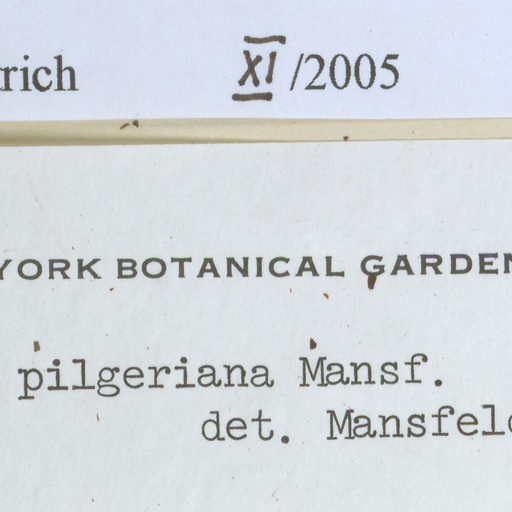 rich XI /2005
YORK BOTANICAL GARDEN
pilgeriana Mansf.
det. Mansfeld